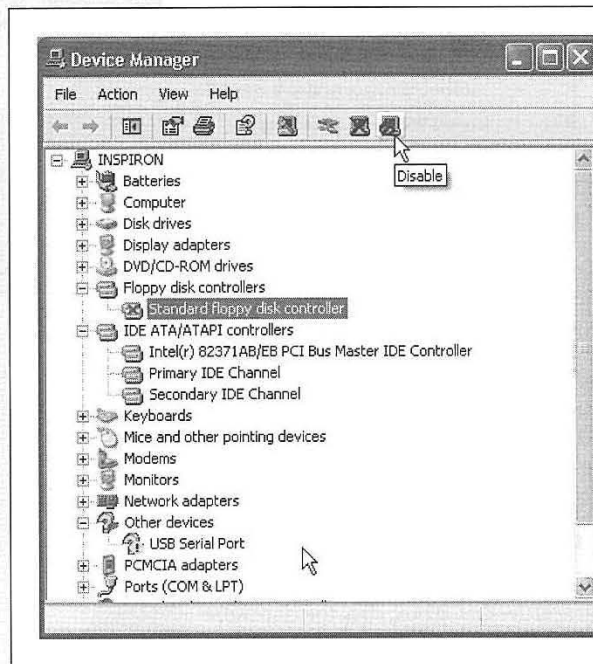 Device Manager
File Action View Help
Disable
INSPIRON
Batteries
Computer
Disk drives
Display adapters
DVD/CD-ROM drives
Floppy disk controllers
Standard floppy disk controller
IDE ATA/ATAPI controllers
Intel(r) 82371AB/EB PCI Bus Master IDE Controller
Primary IDE Channel
Secondary IDE Channel
Keyboards
Mice and other pointing devices
Modems
Monitors
Network adapters
Other devices
USB Serial Port
PCMCIA adapters
Ports (COM & LPT)